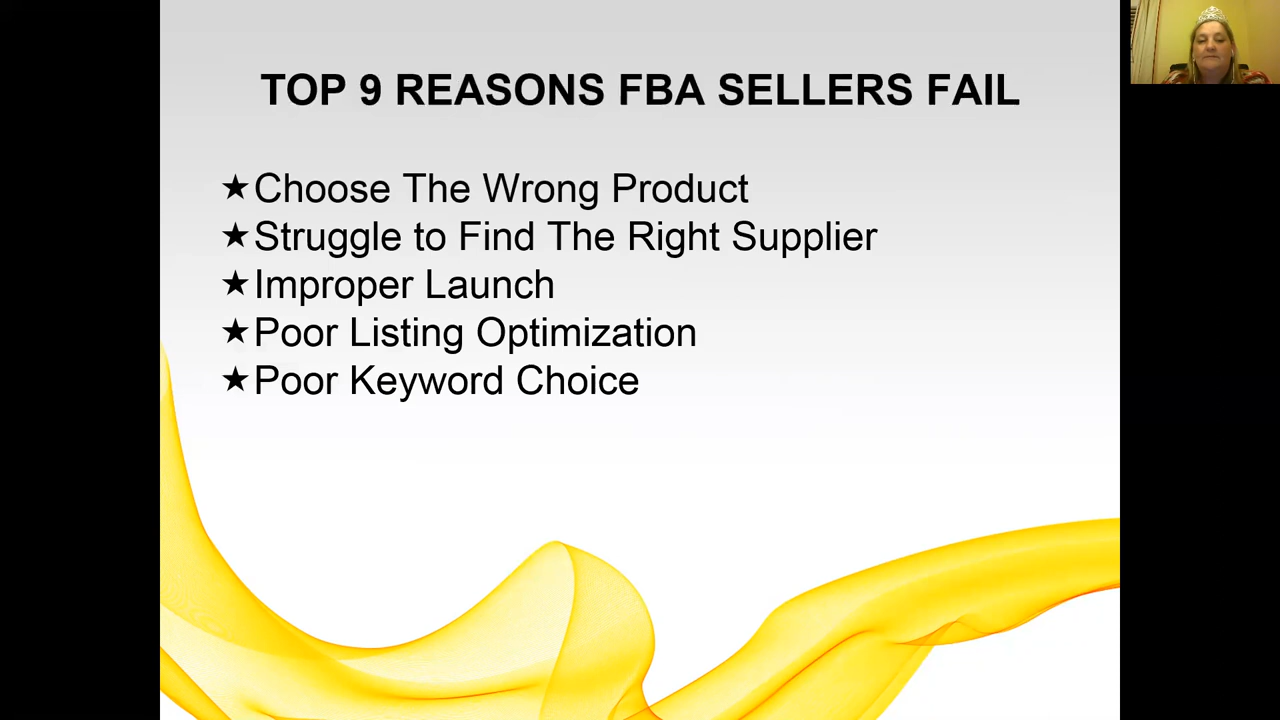 TOP 9 REASONS FBA SELLERS FAIL
★Choose The Wrong Product
★Struggle to Find The Right Supplier
★Improper Launch
★Poor Listing Optimization
★Poor Keyword Choice